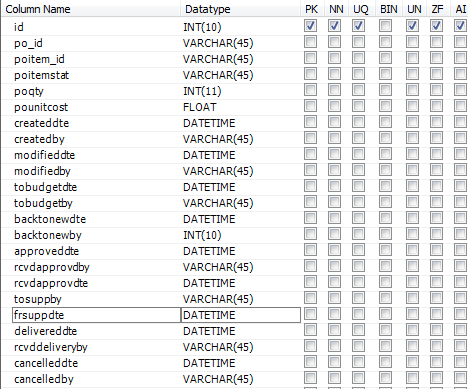 Column Name Datatype PK NN UQ BIN UN ZF AI
id INT(10)
po_id VARCHAR(45)
poitem_id VARCHAR(45)
poitemstat VARCHAR(45)
poqty INT(11)
pounitcost FLOAT
createddte DATETIME
createdby VARCHAR(45)
modifieddte DATETIME
modifiedby VARCHAR(45)
tobudgetdte DATETIME
tobudgetby VARCHAR(45)
backtonewdte DATETIME
backtonewby INT(10)
approveddte DATETIME
rcvdapprovdby VARCHAR(45)
rcvdapprovdte DATETIME
tosuppby VARCHAR(45)
frsuppdte DATETIME
delivereddte DATETIME
rcvddeliveryby VARCHAR(45)
cancelleddte DATETIME
cancelledby VARCHAR(45)